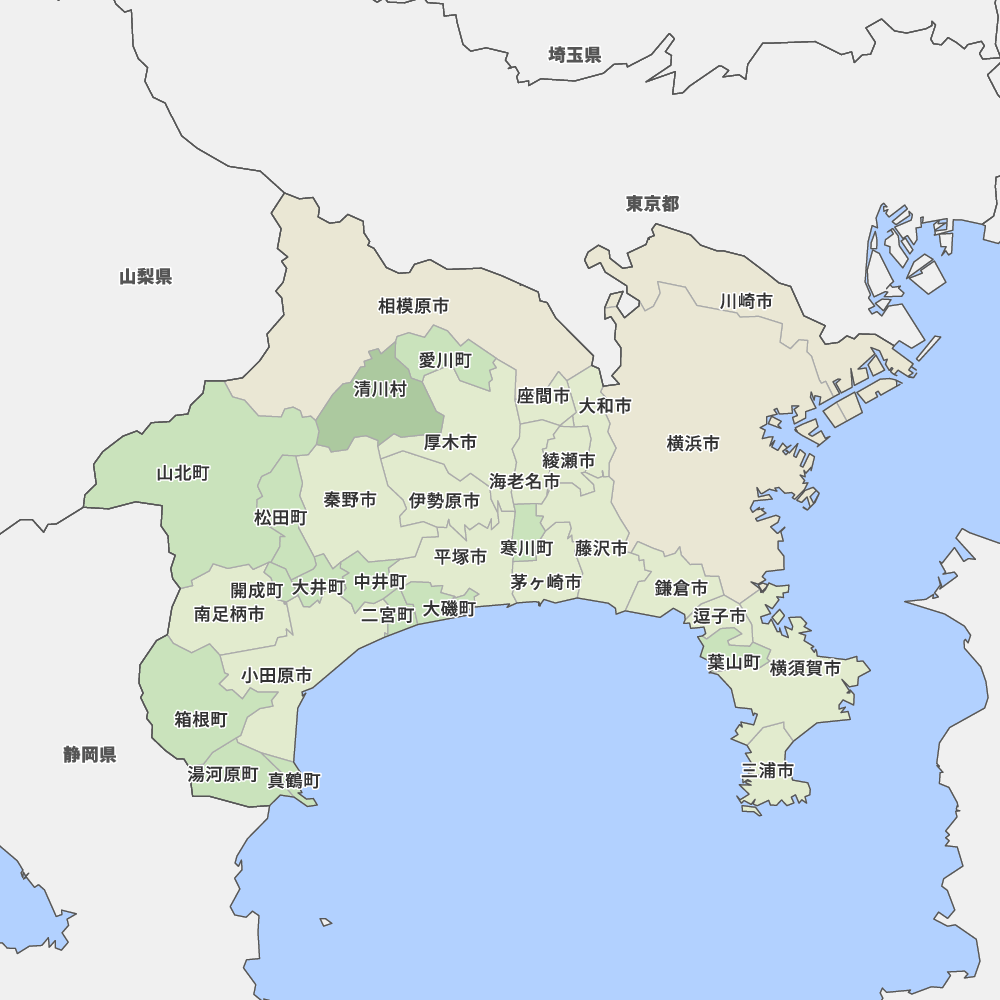 埼玉県
東京都
山梨県
川崎市
相模原市
愛川町
清川村
座間市
大和市
厚木市
横浜市
綾瀬市
山北町
海老名市
秦野市
伊勢原市
松田町
寒川町
藤沢市
平塚市
茅ヶ崎市
中井町
大井町
開成町
鎌倉市
大磯町
二宮町
南足柄市
逗子市
葉山町
横須賀市
小田原市
箱根町
静岡県
三浦市
湯河原町
真鶴町